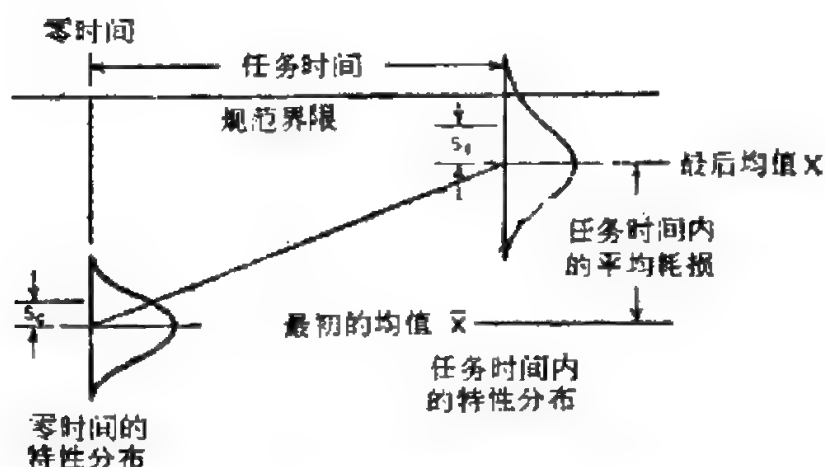 零时间
任务时间
规范界限
最后均值 X
任务时间内
的平均耗损
最初的均值 X̄
任务时间内
的特性分布
零时间的
特性分布